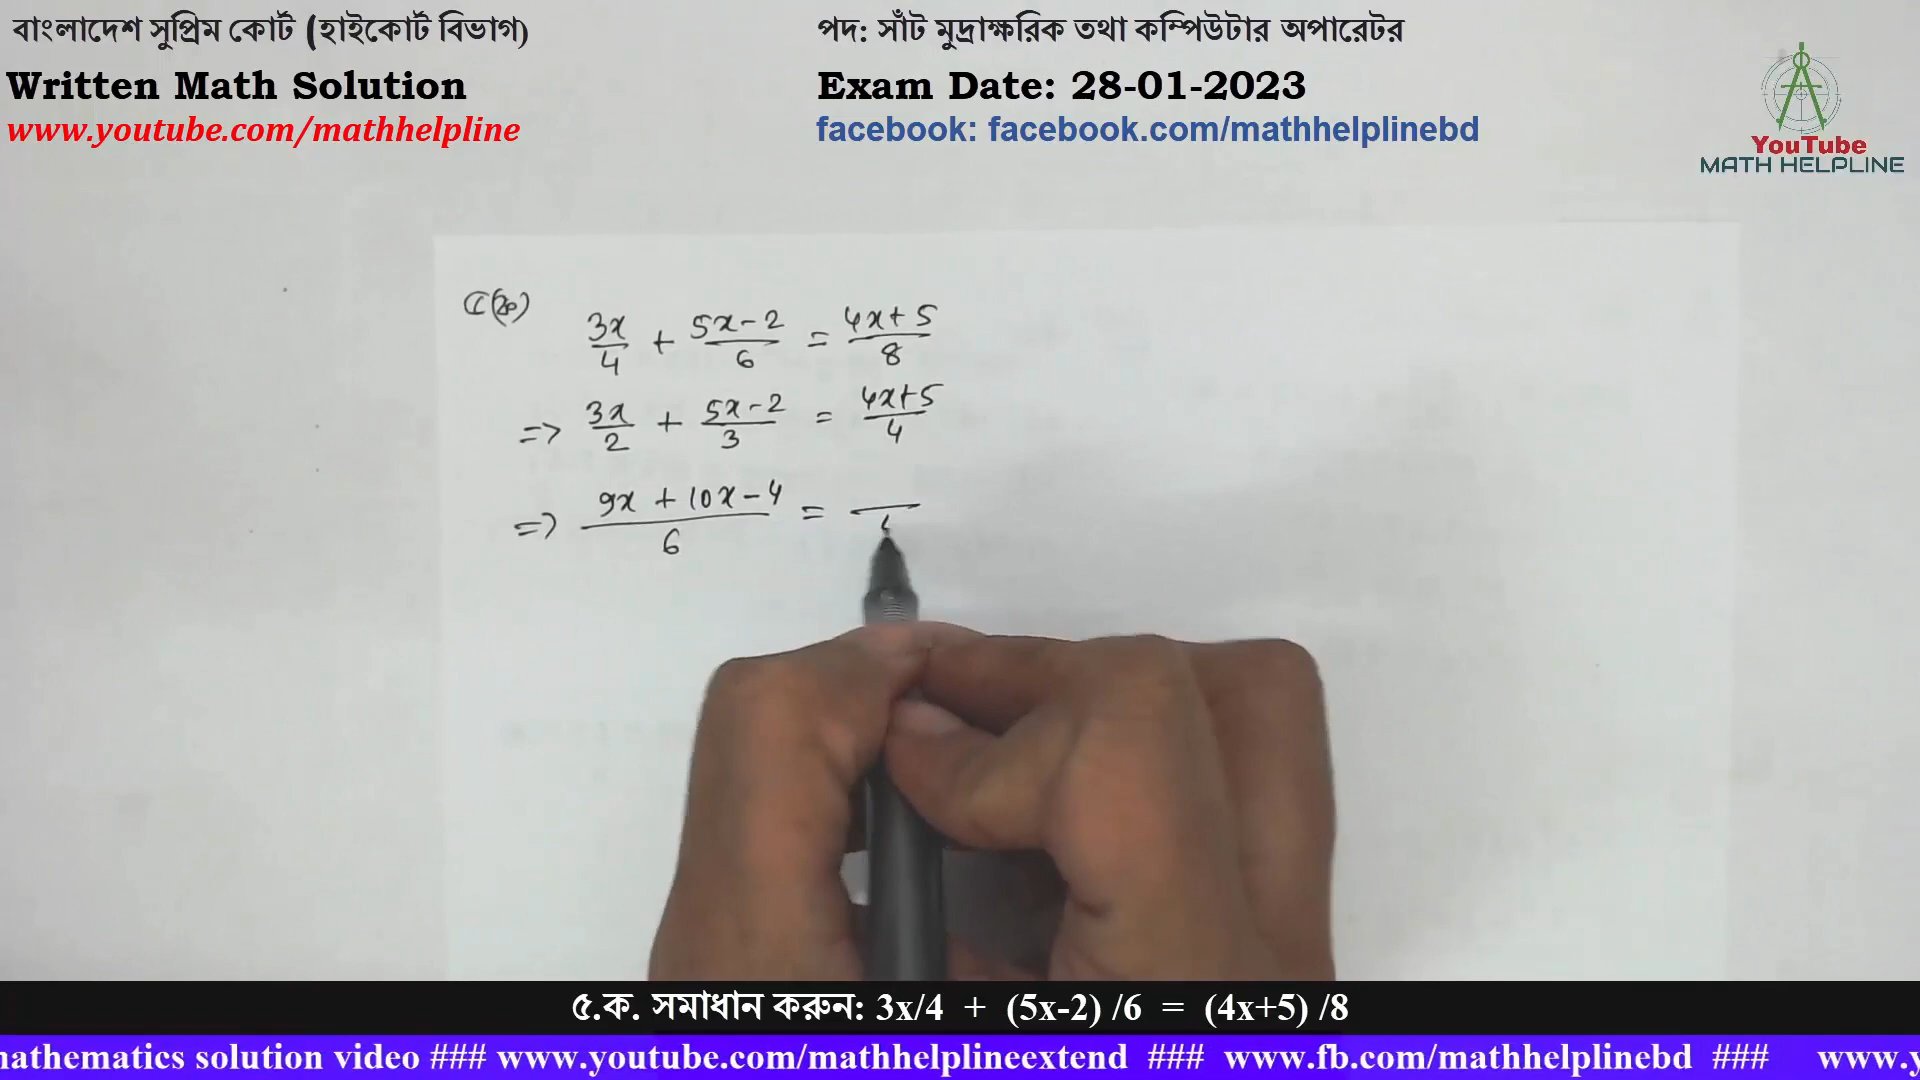 বাংলাদেশ সুপ্রিম কোর্ট (হাইকোর্ট বিভাগ)
পদ: সাঁট মুদ্রাক্ষরিক তথা কম্পিউটার অপারেটর
Written Math Solution
Exam Date: 28-01-2023
www.youtube.com/mathhelpline
facebook: facebook.com/mathhelplinebd
YouTube
MATH HELPLINE
৫(ক)
3x/4 + 5x-2/6 = 4x+5/8
=> 3x/2 + 5x-2/3 = 4x+5/4
=> 9x + 10x - 4/6 =
৫.ক. সমাধান করুন: 3x/4 + (5x-2) /6 = (4x+5) /8
mathematics solution video ### www.youtube.com/mathhelplineextend ### www.fb.com/mathhelplinebd ### www.y